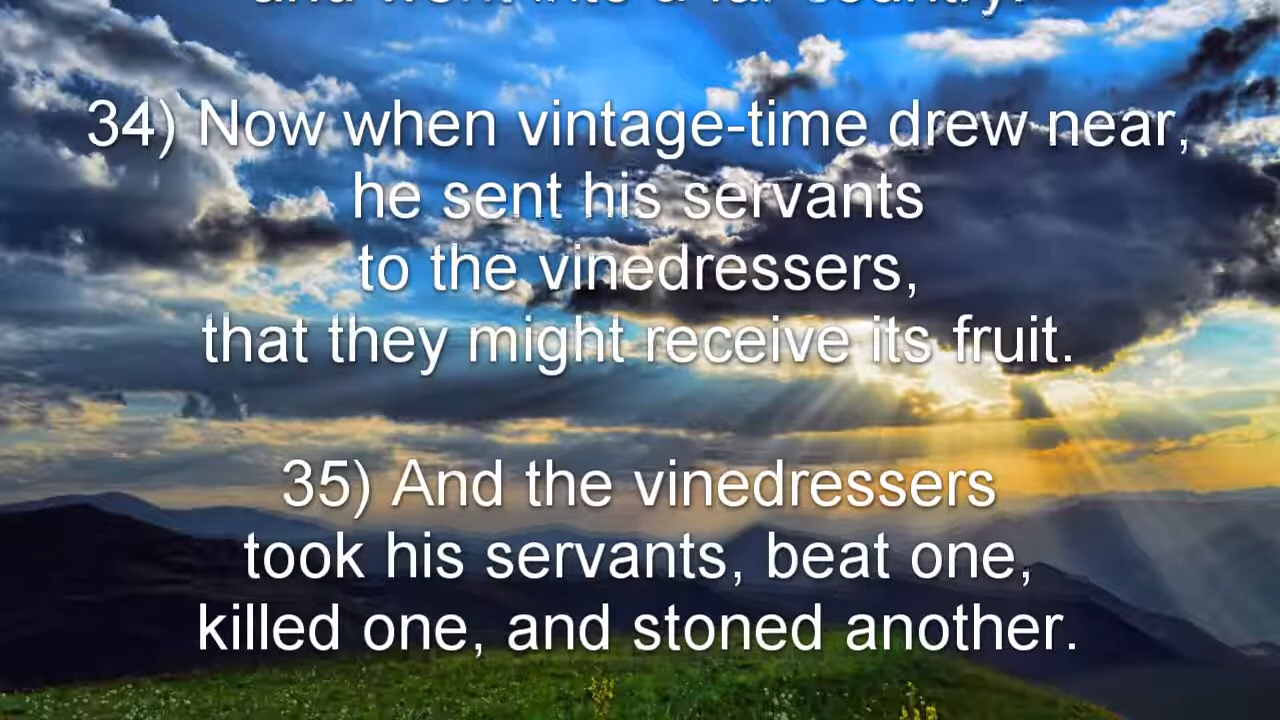 and went into a far country.
34) Now when vintage-time drew near,
he sent his servants
to the vinedressers,
that they might receive its fruit.
35) And the vinedressers
took his servants, beat one,
killed one, and stoned another.